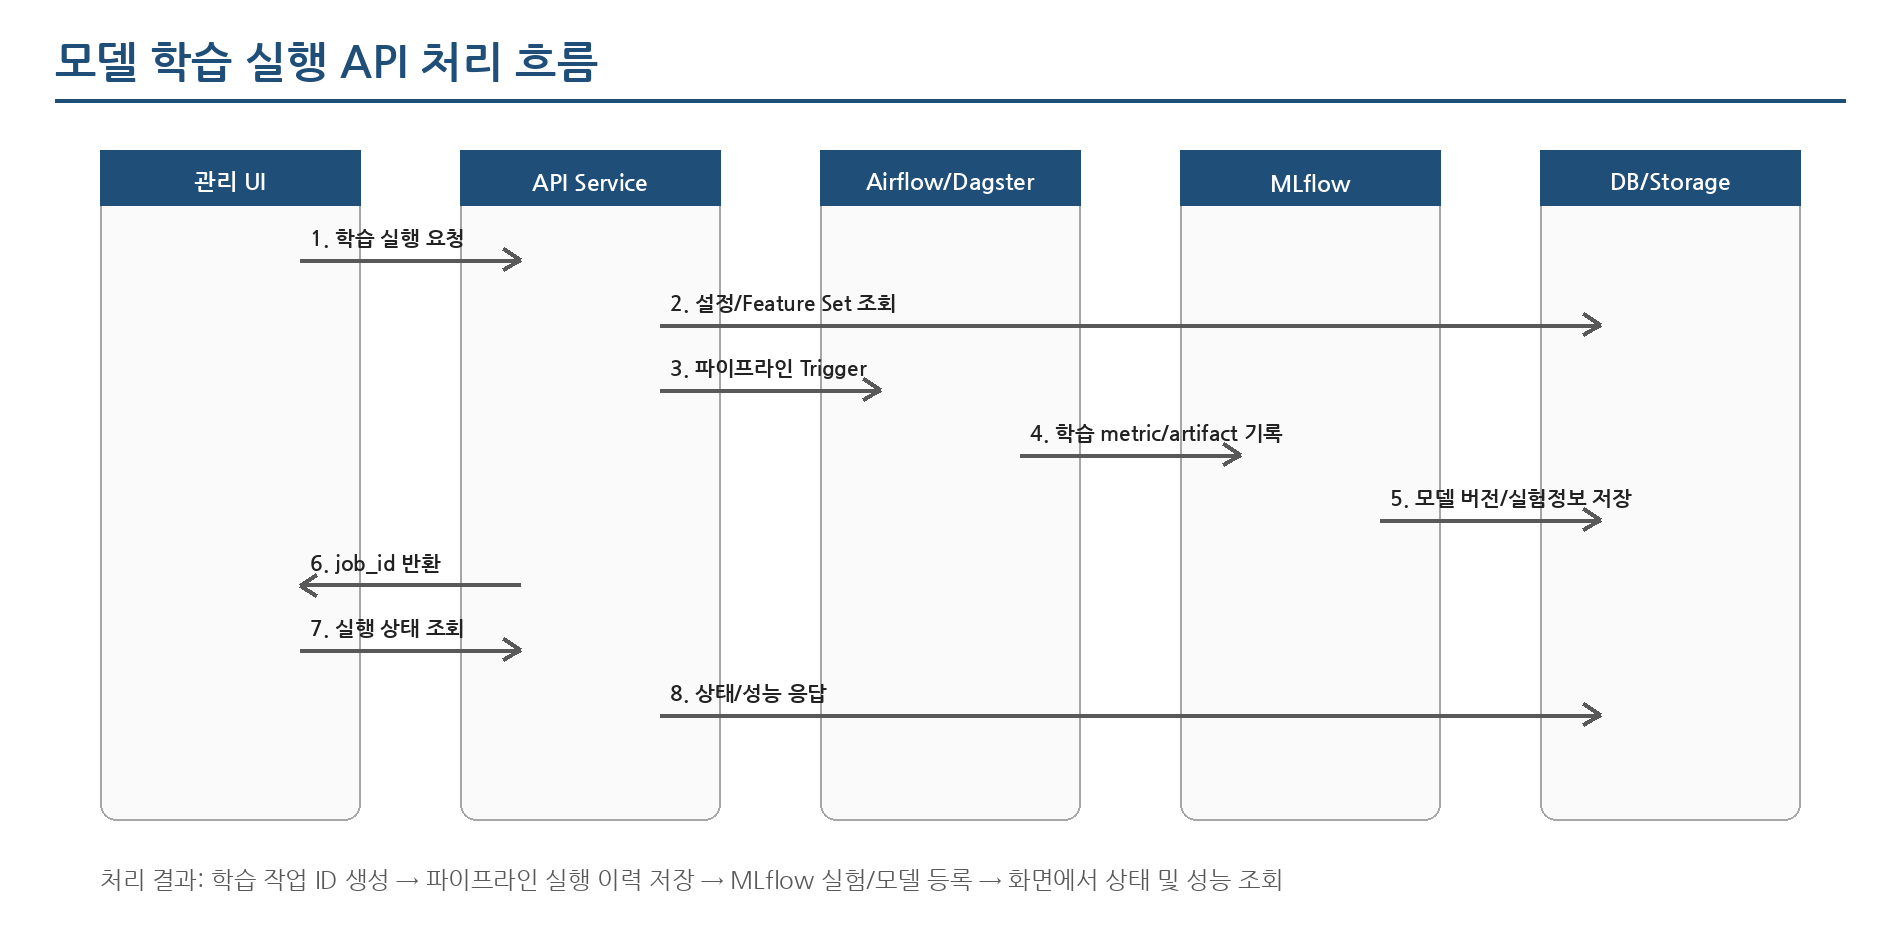 모델 학습 실행 API 처리 흐름
관리 UI
API Service
Airflow/Dagster
MLflow
DB/Storage
1. 학습 실행 요청
2. 설정/Feature Set 조회
3. 파이프라인 Trigger
4. 학습 metric/artifact 기록
5. 모델 버전/실험정보 저장
6. job_id 반환
7. 실행 상태 조회
8. 상태/성능 응답
처리 결과: 학습 작업 ID 생성 → 파이프라인 실행 이력 저장 → MLflow 실험/모델 등록 → 화면에서 상태 및 성능 조회